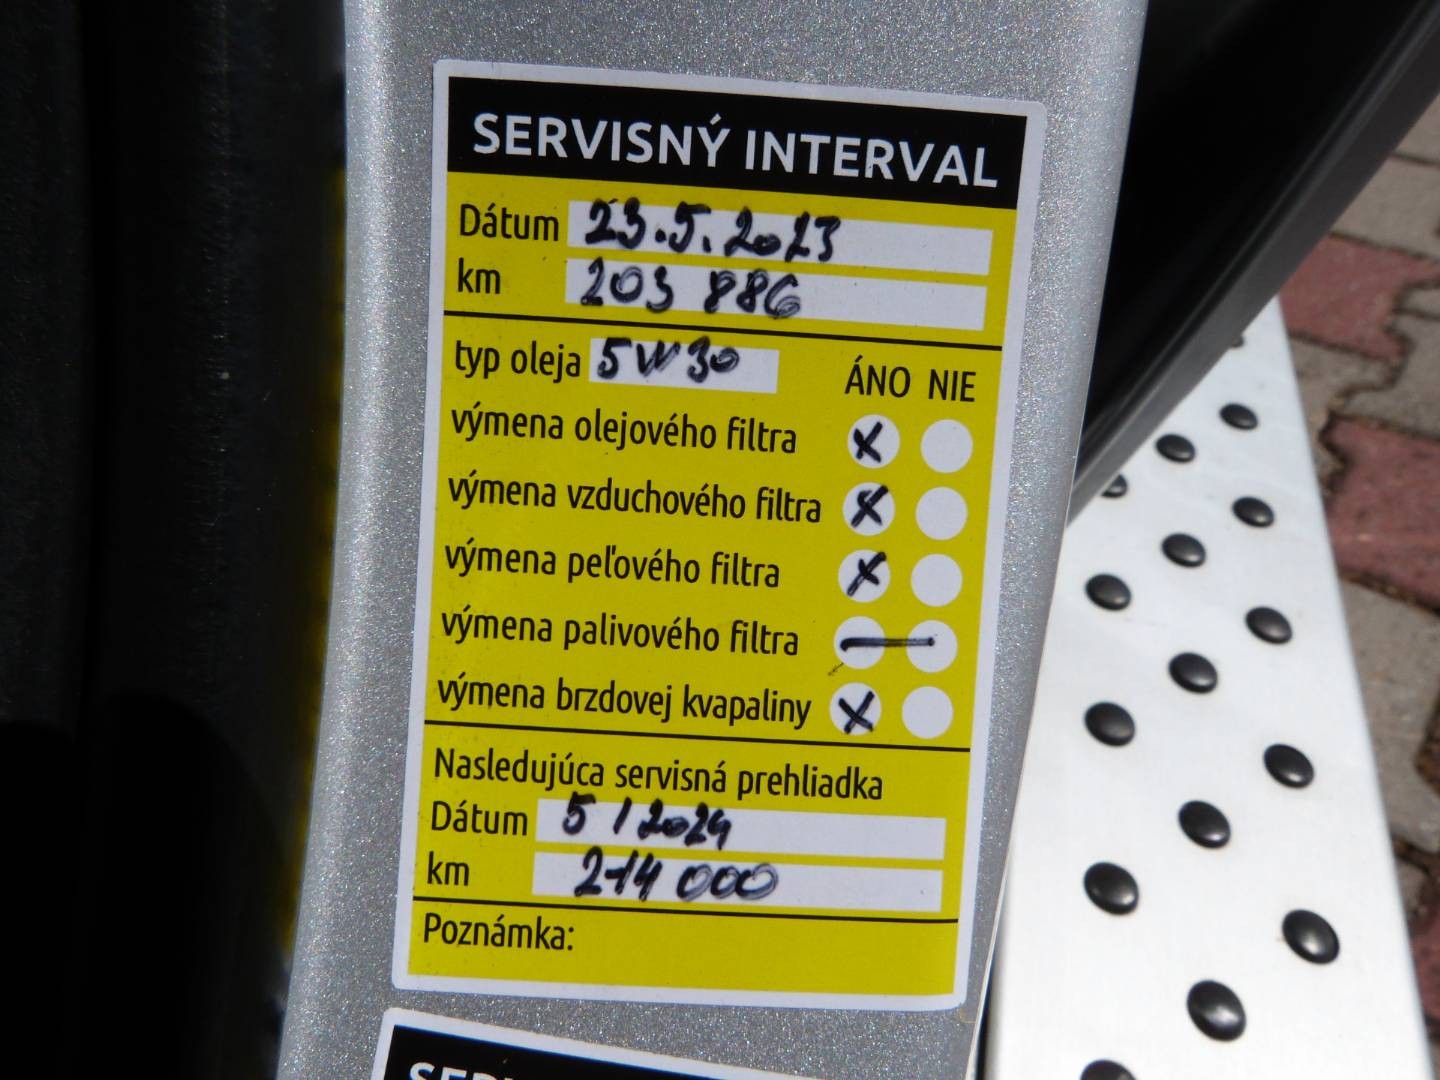 SERVISNÝ INTERVAL
Dátum 23.5.2023
km 203 886
typ oleja 5W30 ÁNO NIE
výmena olejového filtra x
výmena vzduchového filtra x
výmena peľového filtra x
výmena palivového filtra —
výmena brzdovej kvapaliny x
Nasledujúca servisná prehliadka
Dátum 5/2024
km 214 000
Poznámka: